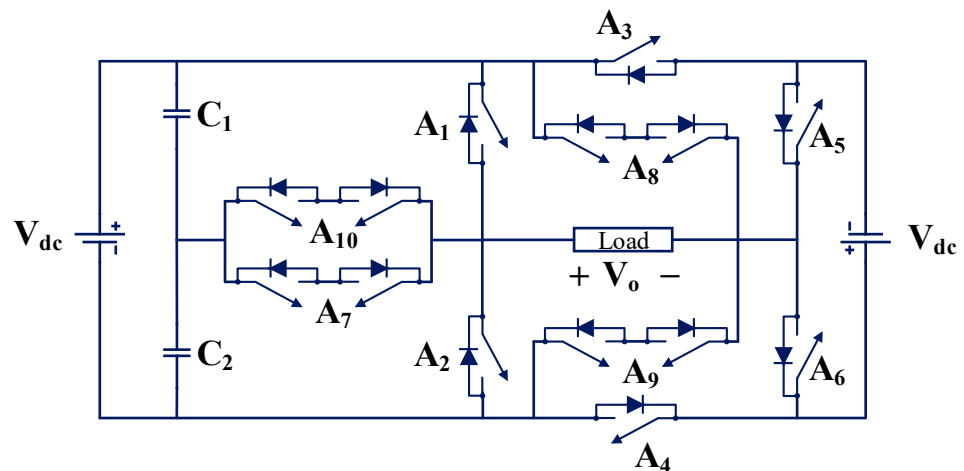 A3
C1
A1
A8
A5
Vdc
+
A10
Load
Vdc
+
+ Vo −
A7
C2
A2
A9
A6
A4